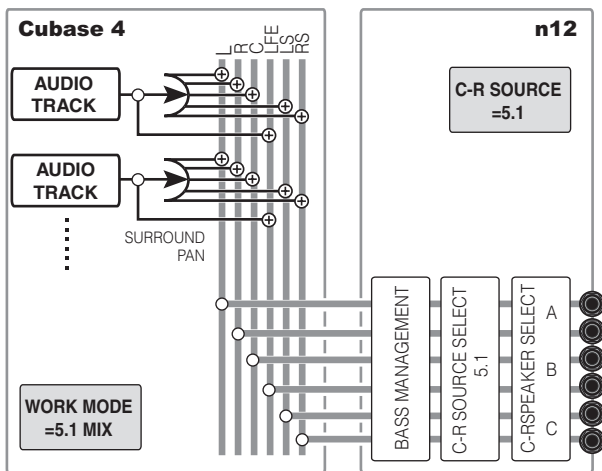 Cubase 4
n12
L
R
C
LFE
LS
RS
AUDIO
TRACK
C-R SOURCE
=5.1
AUDIO
TRACK
SURROUND
PAN
BASS MANAGEMENT
C-R SOURCE SELECT
5.1
C-RSPEAKER SELECT
A
B
C
WORK MODE
=5.1 MIX